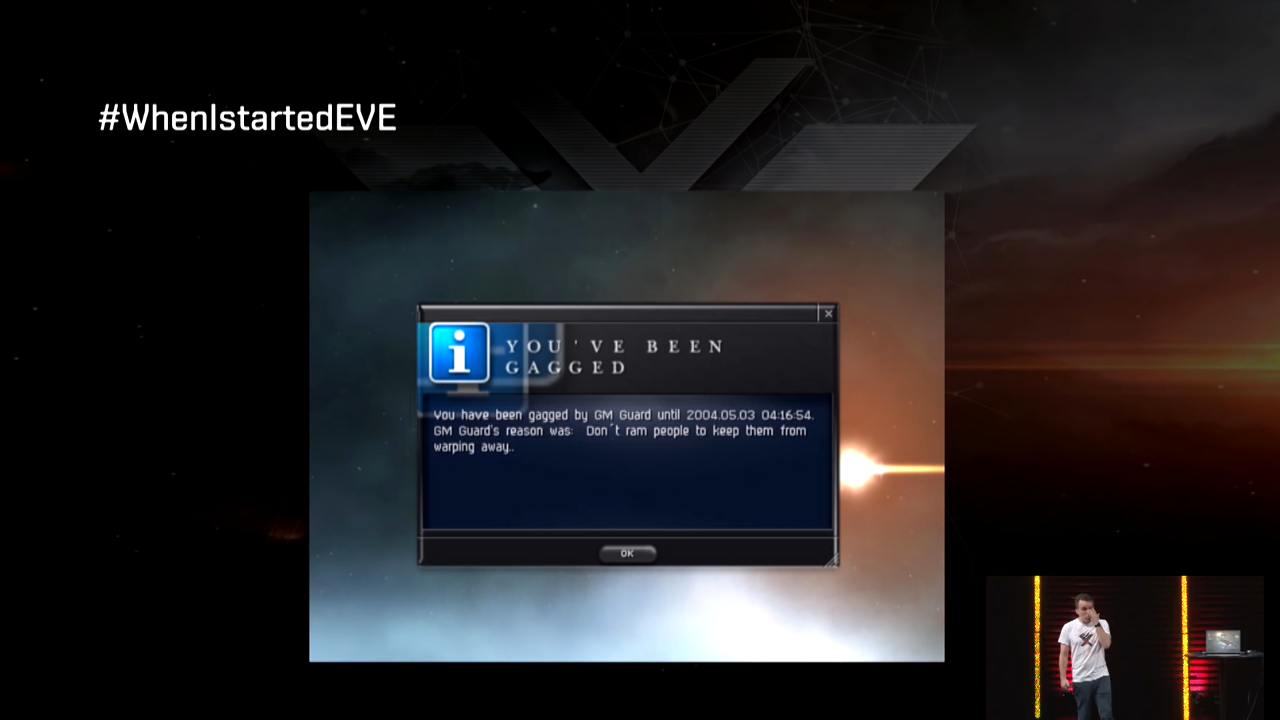 #WhenIstartedEVE
YOU'VE BEEN
GAGGED
You have been gagged by GM Guard until 2004.05.03 04:16:54.
GM Guard's reason was: Don´t ram people to keep them from
warping away..
OK